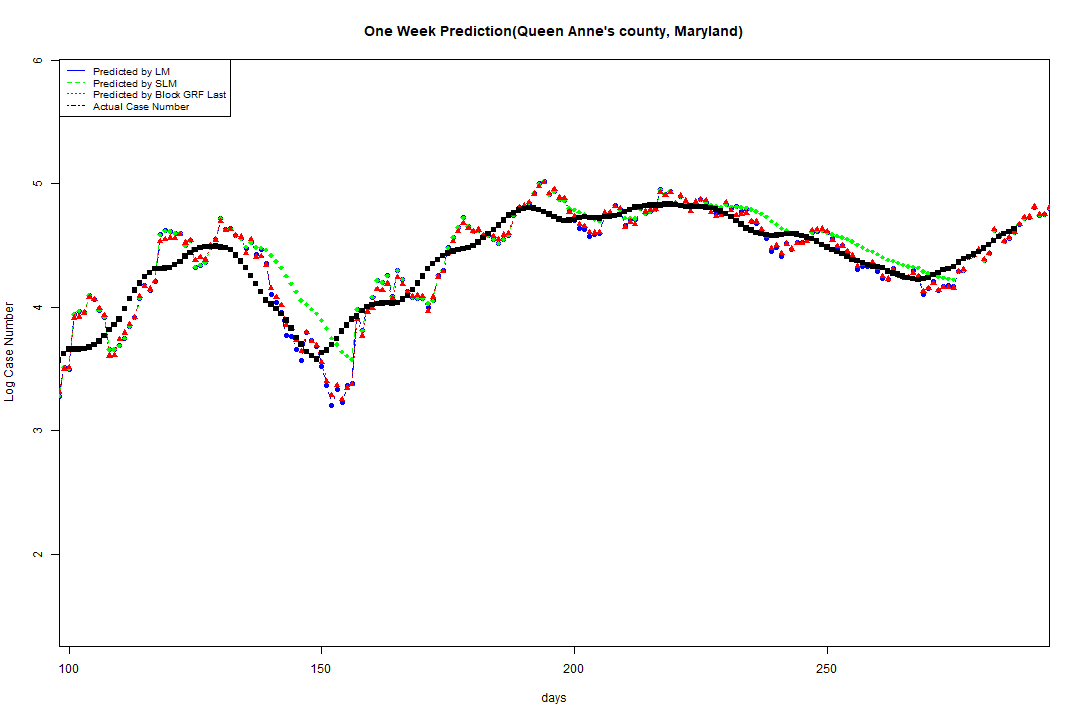 One Week Prediction(Queen Anne's county, Maryland)
Predicted by LM
Predicted by SLM
Predicted by Block GRF Last
Actual Case Number
6
5
4
3
2
Log Case Number
100 150 200 250
days